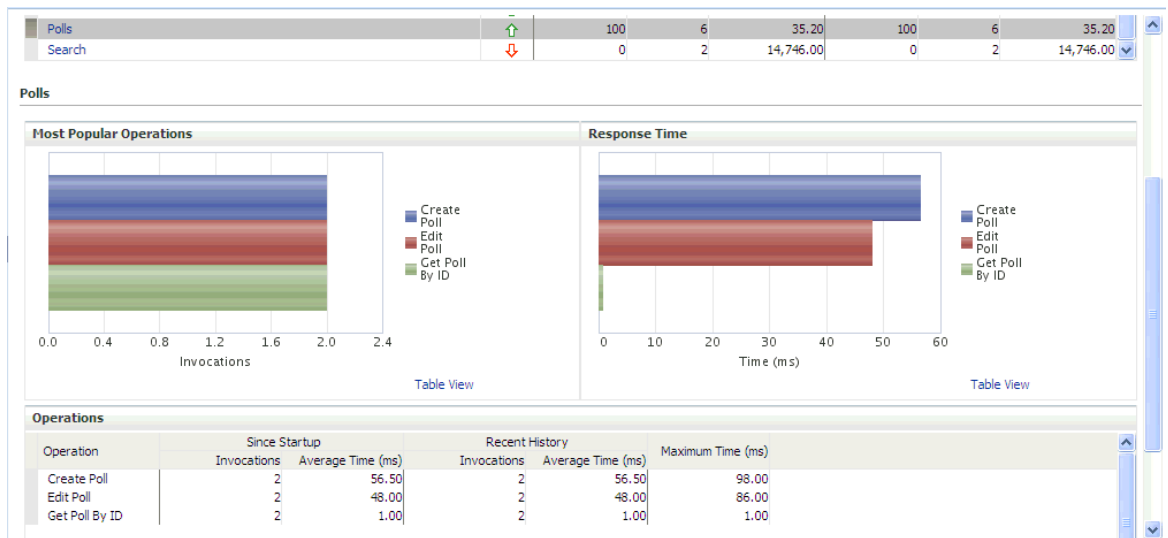 Polls 100 6 35.20 100 6 35.20
Search 0 2 14,746.00 0 2 14,746.00
Polls
Most Popular Operations
Create
Poll
Edit
Poll
Get Poll
By ID
0.0 0.4 0.8 1.2 1.6 2.0 2.4
Invocations
Table View
Response Time
Create
Poll
Edit
Poll
Get Poll
By ID
0 10 20 30 40 50 60
Time (ms)
Table View
Operations
Operation Since Startup Recent History Maximum Time (ms)
Invocations Average Time (ms) Invocations Average Time (ms)
Create Poll 2 56.50 2 56.50 98.00
Edit Poll 2 48.00 2 48.00 86.00
Get Poll By ID 2 1.00 2 1.00 1.00